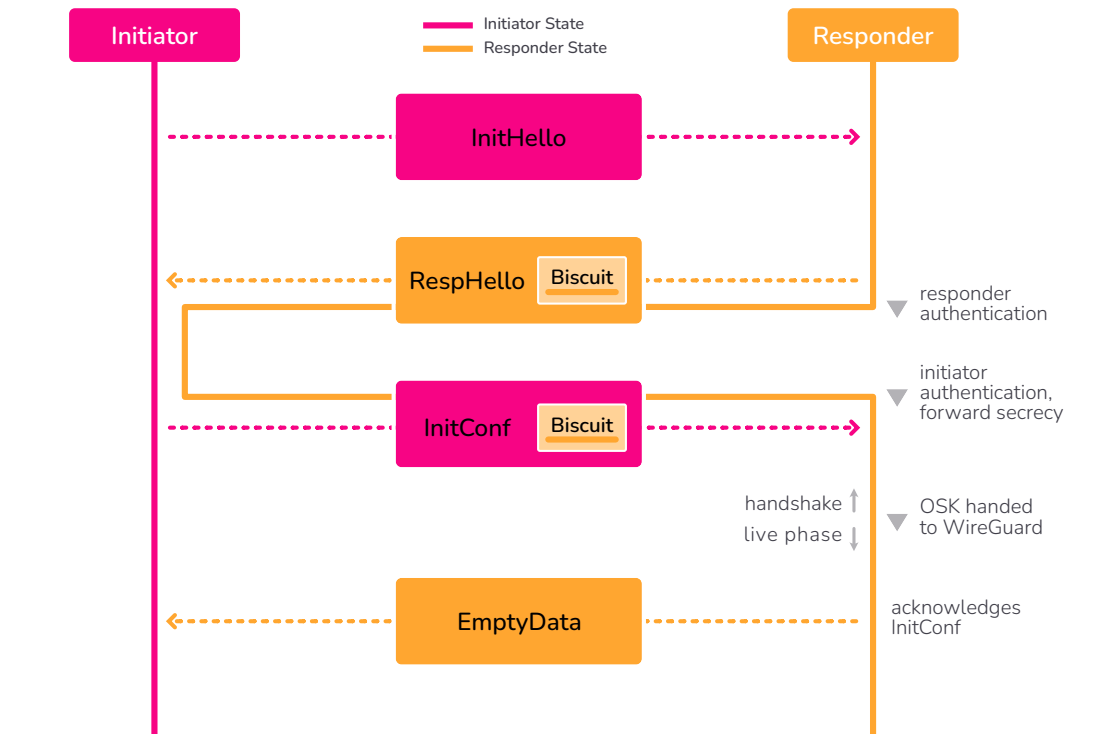 Initiator
Initiator State
Responder State
Responder
InitHello
RespHello
Biscuit
responder
authentication
initiator
authentication,
forward secrecy
InitConf
Biscuit
handshake
live phase
OSK handed
to WireGuard
EmptyData
acknowledges
InitConf